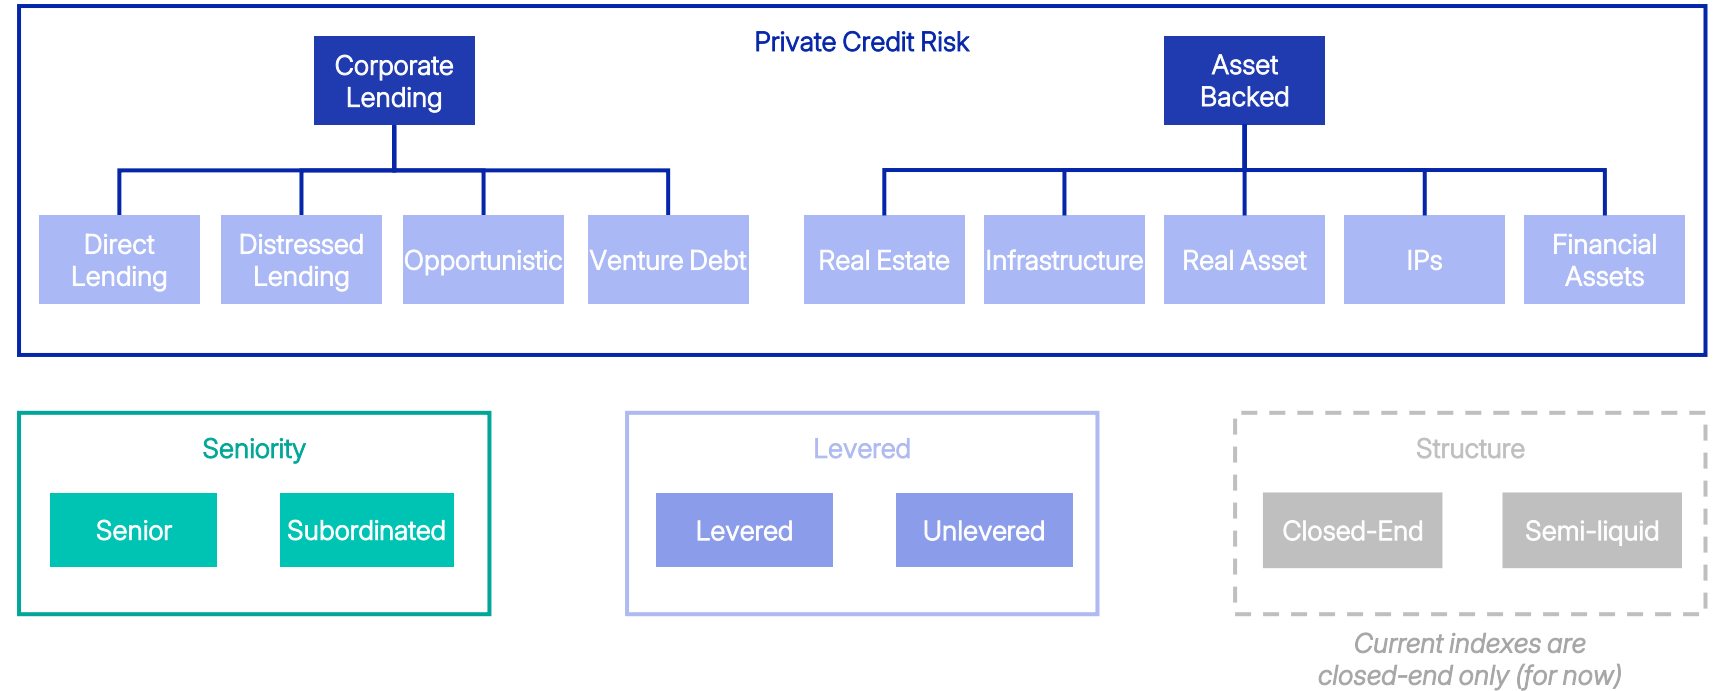 Private Credit Risk
Corporate
Lending
Asset
Backed
Direct
Lending
Distressed
Lending
Opportunistic
Venture Debt
Real Estate
Infrastructure
Real Asset
IPs
Financial
Assets
Seniority
Senior
Subordinated
Levered
Levered
Unlevered
Structure
Closed-End
Semi-liquid
Current indexes are
closed-end only (for now)